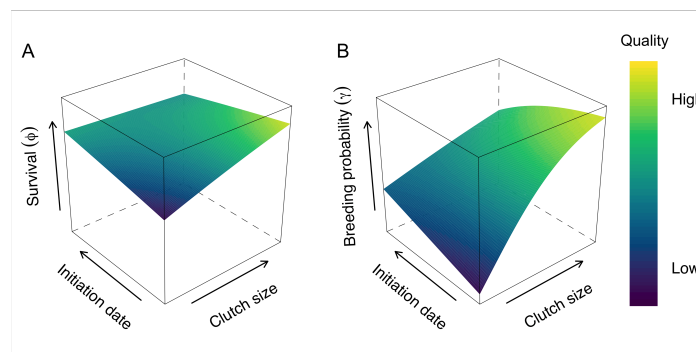 A
Survival (ϕ)
Initiation date
Clutch size
B
Breeding probability (γ)
Initiation date
Clutch size
Quality
High
Low